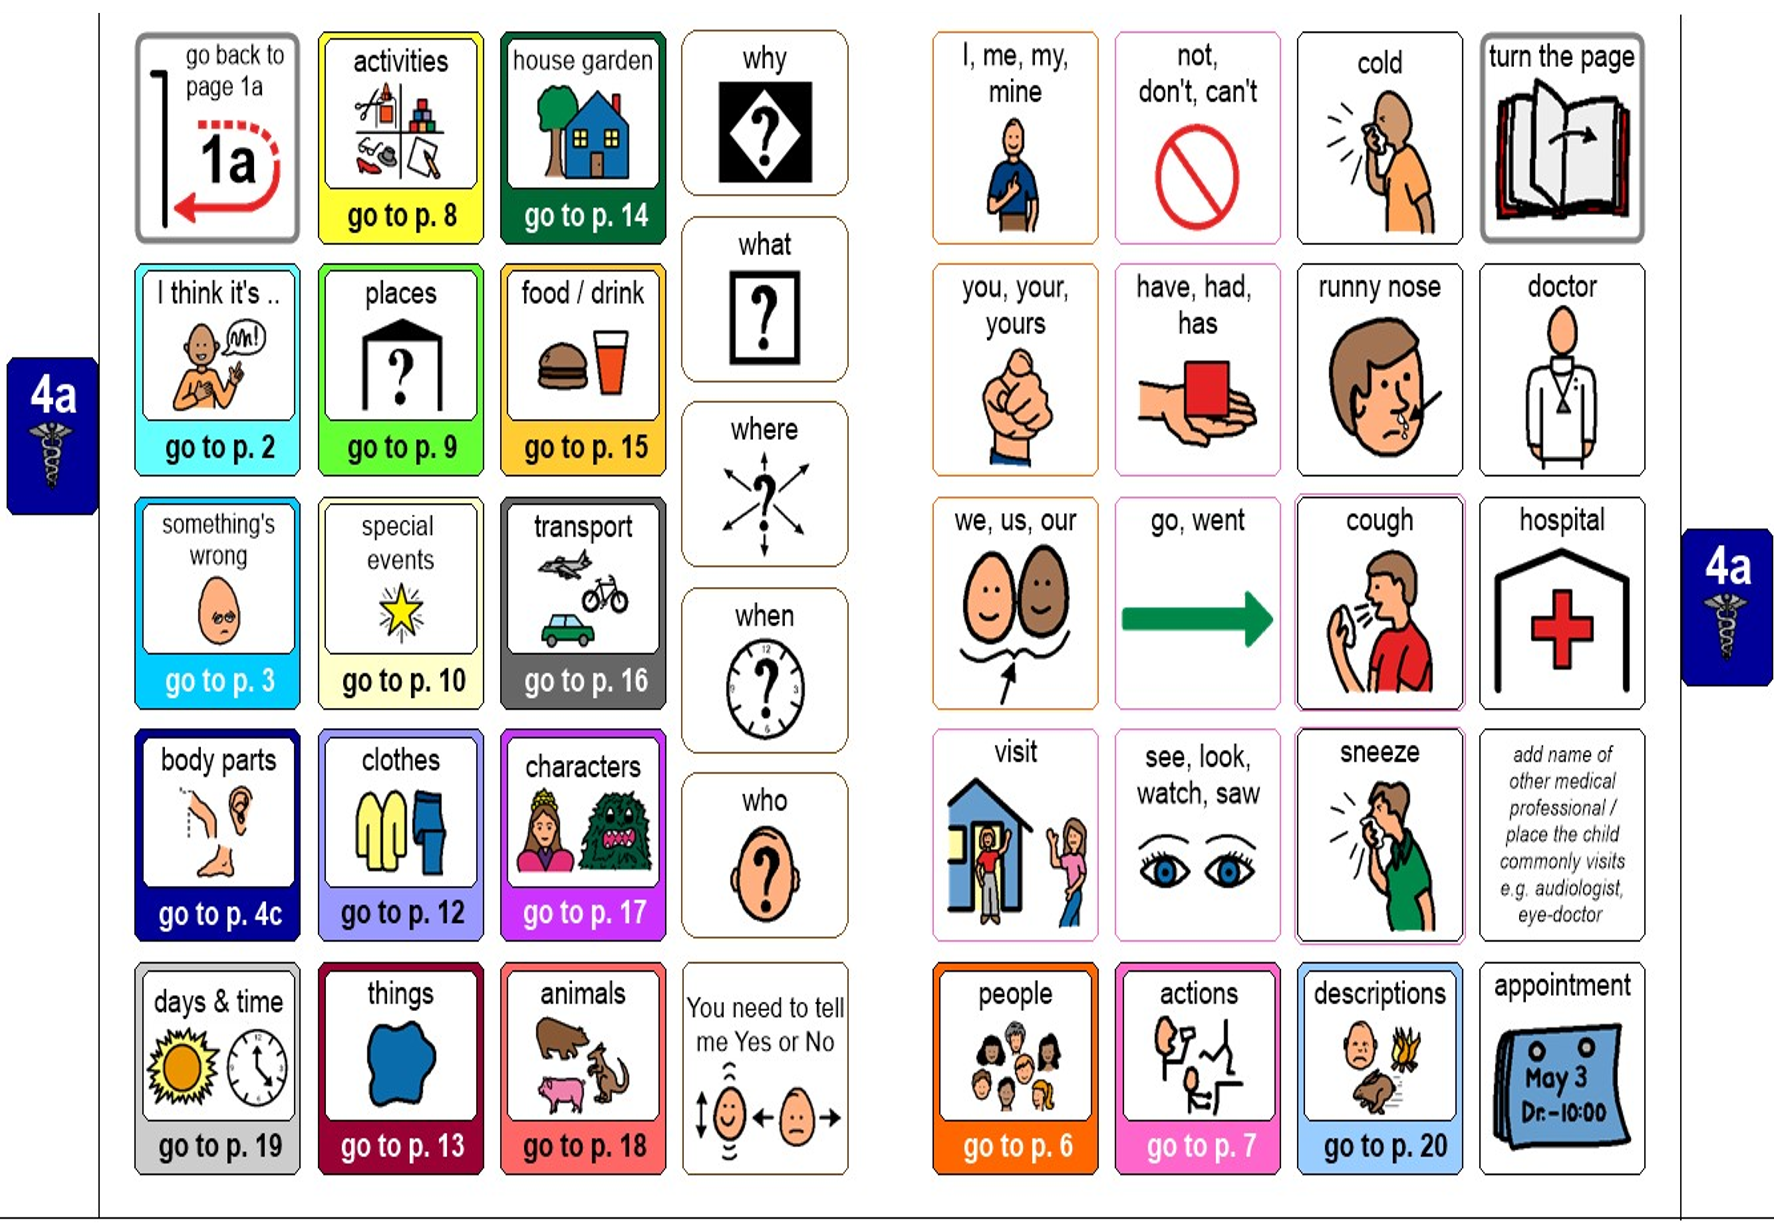 4a
go back to
page 1a
1a
activities
go to p. 8
house garden
go to p. 14
why
?
I think it's ..
m!
go to p. 2
places
?
go to p. 9
food / drink
go to p. 15
what
?
something's
wrong
go to p. 3
special
events
go to p. 10
transport
go to p. 16
where
?
when
12
9
?
3
6
body parts
go to p. 4c
clothes
go to p. 12
characters
go to p. 17
who
?
days & time
12
3
6
go to p. 19
things
go to p. 13
animals
go to p. 18
You need to tell
me Yes or No
I, me, my,
mine
not,
don't, can't
cold
turn the page
you, your,
yours
have, had,
has
runny nose
doctor
we, us, our
go, went
cough
hospital
visit
see, look,
watch, saw
sneeze
add name of
other medical
professional /
place the child
commonly visits
e.g. audiologist,
eye-doctor
people
go to p. 6
actions
go to p. 7
descriptions
go to p. 20
appointment
May 3
Dr.-10:00
4a